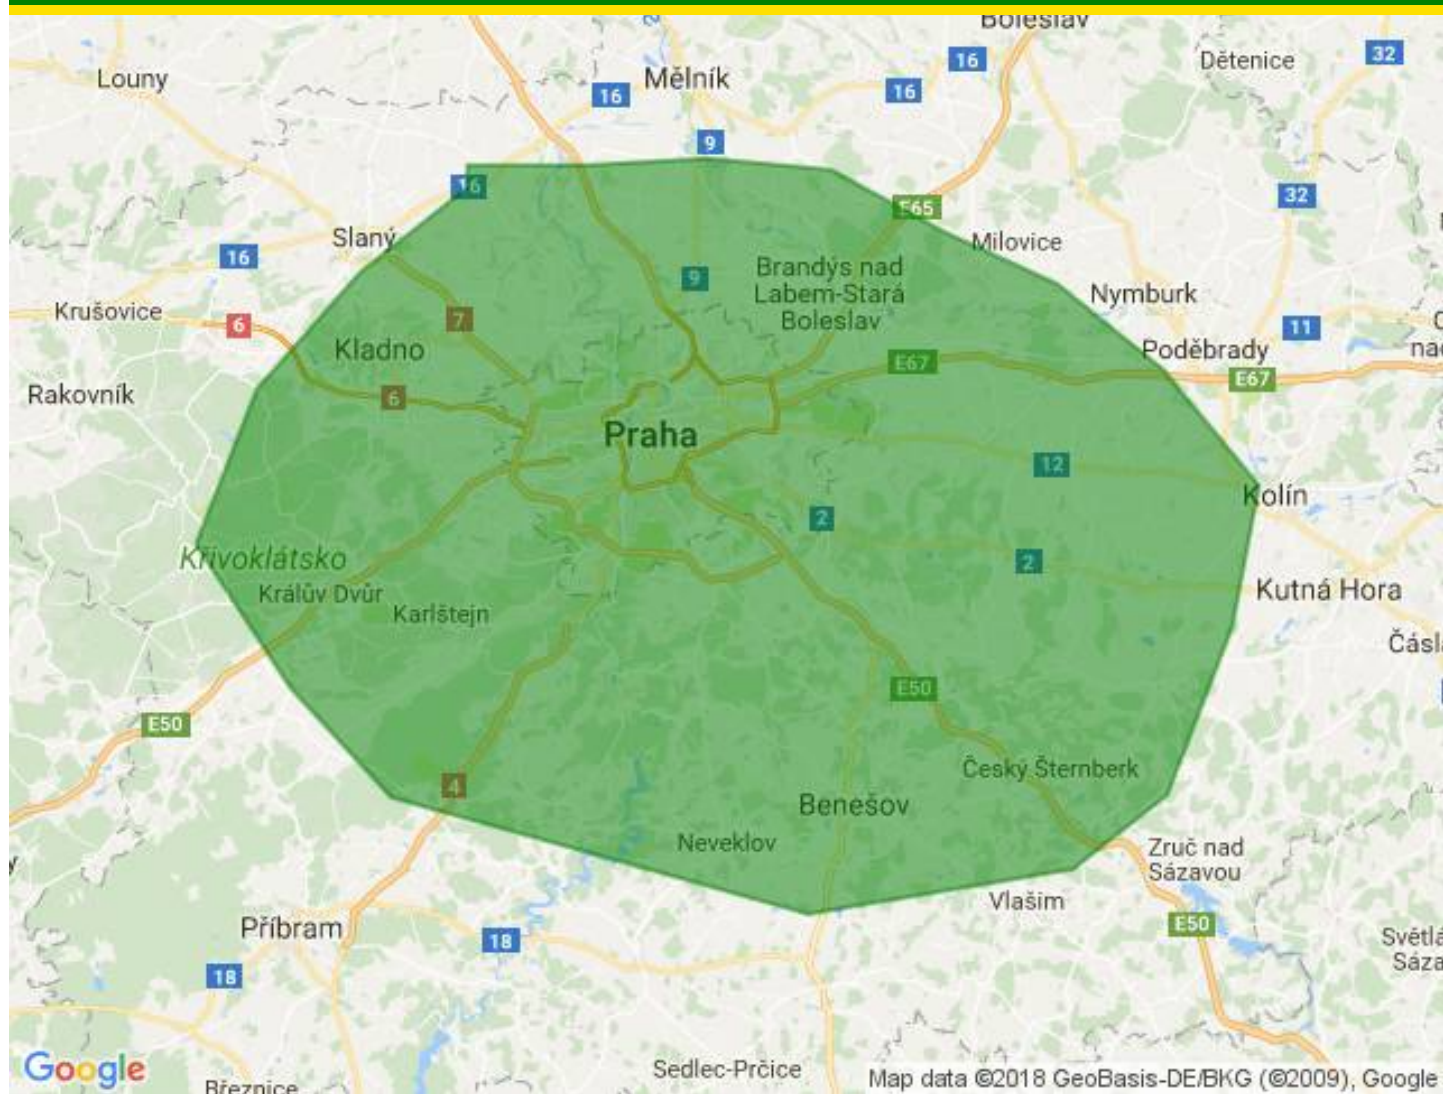 Boleslav
Dětenice
32
16
Louny
Mělník
16
16
9
16
32
E65
Slaný
Milovice
16
Brandýs nad
Labem-Stará
Boleslav
9
Nymburk
Krušovice
6
7
11
Kladno
Poděbrady
E67
E67
Rakovník
6
Praha
12
Kolín
2
Křivoklátsko
2
Králův Dvůr
Kutná Hora
Karlštejn
E50
E50
Český Šternberk
4
Benešov
Neveklov
Zruč nad
Sázavou
Vlašim
Příbram
18
E50
18
Google
Sedlec-Prčice
Březnice
Map data ©2018 GeoBasis-DE/BKG (©2009), Google